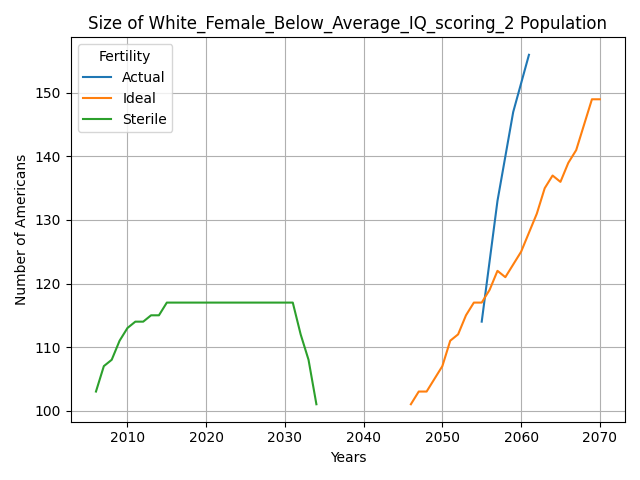 Size of White_Female_Below_Average_IQ_scoring_2 Population
Fertility
Actual
Ideal
Sterile
Number of Americans
150
140
130
120
110
100
2010 2020 2030 2040 2050 2060 2070
Years